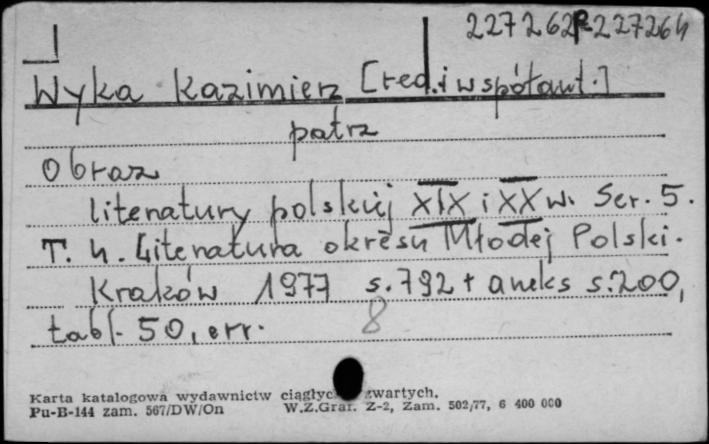 227262-227264
Wyka Kazimierz [red. i współaut.]
patrz
Obraz
literatury polskiej XIX i XX w. Ser. 5.
T. 4. Literatura okresu Młodej Polski.
Kraków 1977 s. 792 + aneks s. 200,
tabl. 50, err. 8
Karta katalogowa wydawnictw zwartych.
Pu-B-144 zam. 567/DW/On W.Z.Graf. Z-2, Zam. 502/77, 6 400 000